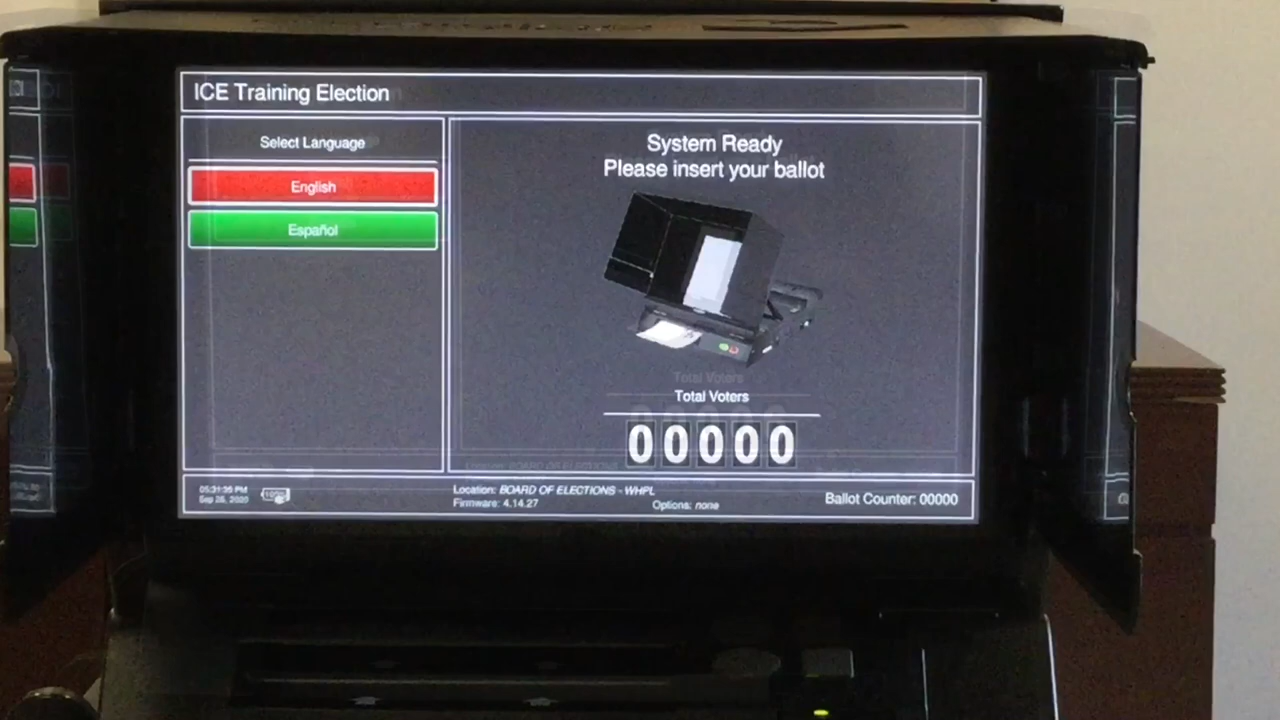 ICE Training Election
Select Language
English
Español
System Ready
Please insert your ballot
Total Voters
00000
05:31:35 PM
Sep 28, 2020
100%
Location: BOARD OF ELECTIONS - WHPL
Firmware: 4.14.27
Options: none
Ballot Counter: 00000